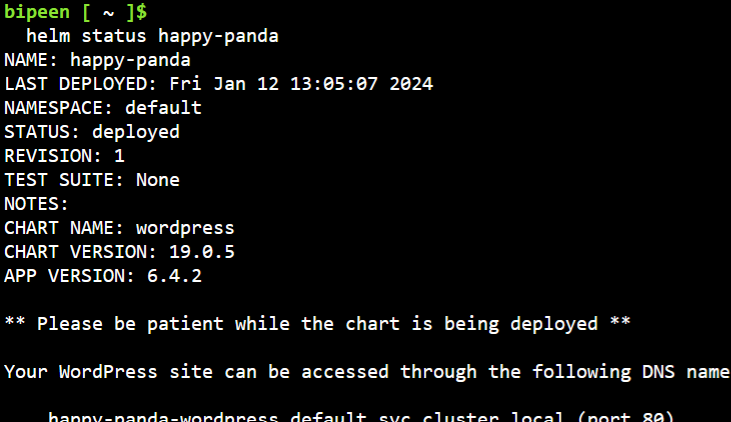 bipeen [ ~ ]$
helm status happy-panda
NAME: happy-panda
LAST DEPLOYED: Fri Jan 12 13:05:07 2024
NAMESPACE: default
STATUS: deployed
REVISION: 1
TEST SUITE: None
NOTES:
CHART NAME: wordpress
CHART VERSION: 19.0.5
APP VERSION: 6.4.2
** Please be patient while the chart is being deployed **
Your WordPress site can be accessed through the following DNS name
happy-panda-wordpress.default.svc.cluster.local (port 80)